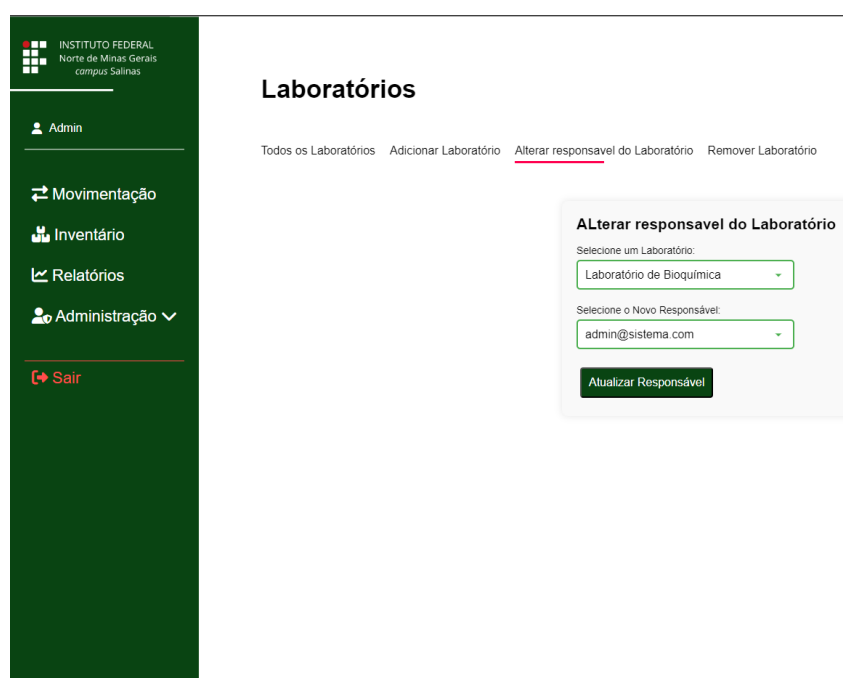 INSTITUTO FEDERAL
Norte de Minas Gerais
campus Salinas
Admin
Movimentação
Inventário
Relatórios
Administração
Sair
Laboratórios
Todos os Laboratórios Adicionar Laboratório Alterar responsavel do Laboratório Remover Laboratório
ALterar responsavel do Laboratório
Selecione um Laboratório:
Laboratório de Bioquímica
Selecione o Novo Responsável:
admin@sistema.com
Atualizar Responsável